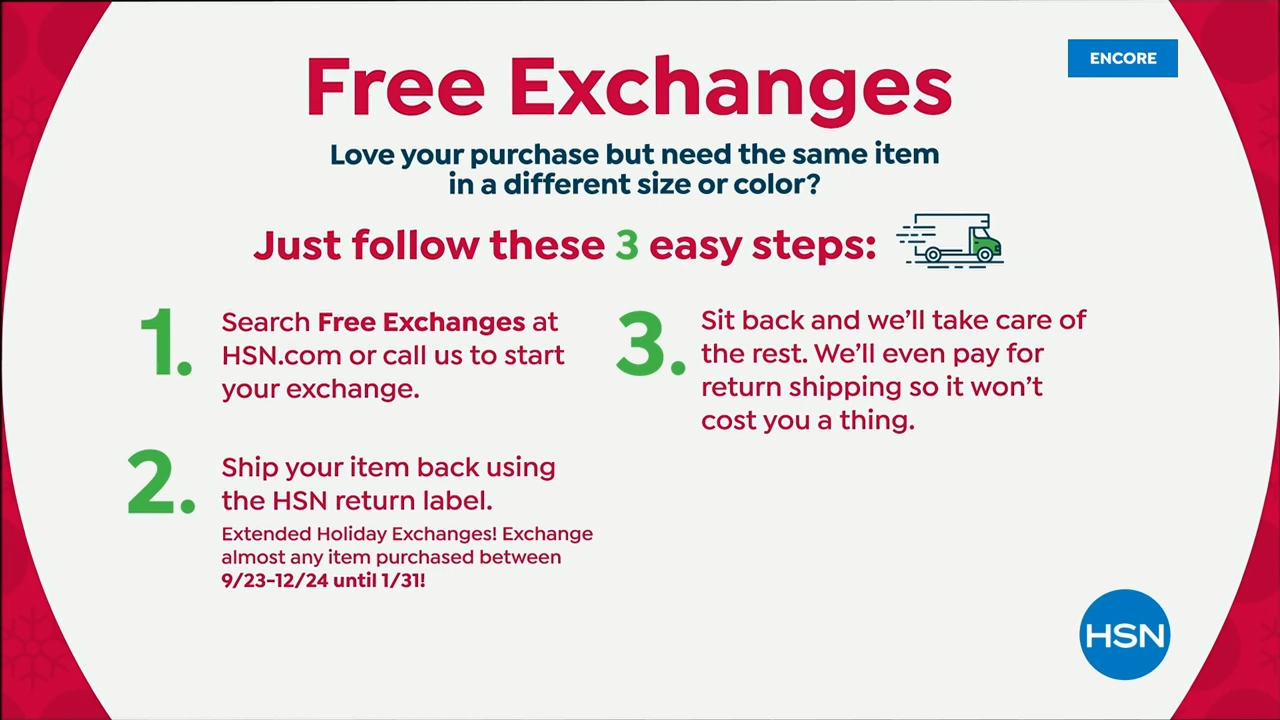 ENCORE
Free Exchanges
Love your purchase but need the same item
in a different size or color?
Just follow these 3 easy steps:
1.
Search Free Exchanges at
HSN.com or call us to start
your exchange.
2.
Ship your item back using
the HSN return label.
Extended Holiday Exchanges! Exchange
almost any item purchased between
9/23-12/24 until 1/31!
3.
Sit back and we'll take care of
the rest. We'll even pay for
return shipping so it won't
cost you a thing.
HSN